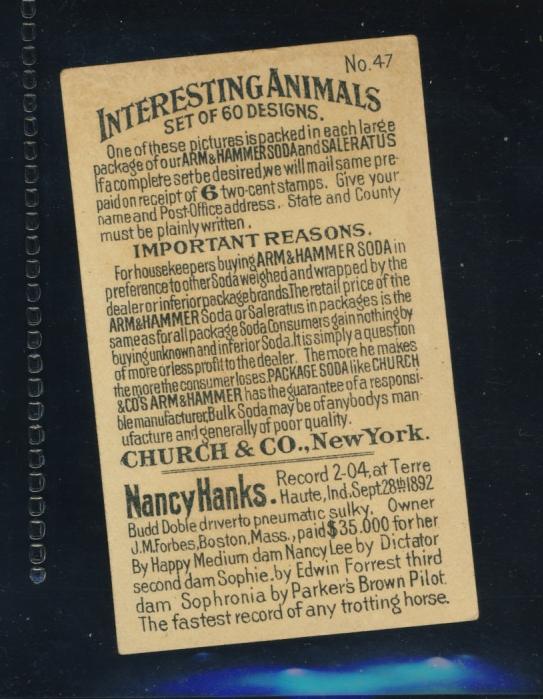 No.47
INTERESTING ANIMALS
SET OF 60 DESIGNS.
One of these pictures is packed in each large
package of our ARM & HAMMER SODA and SALERATUS
If a complete set be desired, we will mail same pre-
paid on receipt of 6 two-cent stamps. Give your
name and Post-Office address. State and County
must be plainly written.
IMPORTANT REASONS.
For housekeepers buying ARM & HAMMER SODA in
preference to other Soda weighed and wrapped by the
dealer or inferior package brands. The retail price of the
ARM & HAMMER Soda or Saleratus in packages is the
same as for all package Soda. Consumers gain nothing by
buying unknown and inferior Soda. It is simply a question
of more or less profit to the dealer. The more he makes
the more the consumer loses. PACKAGE SODA like CHURCH
& CO'S ARM & HAMMER has the guarantee of a responsi-
ble manufacturer. Bulk Soda may be of anybodys man-
ufacture and generally of poor quality.
CHURCH & CO., New York.
Nancy Hanks. Record 2-04, at Terre
Haute, Ind., Sept. 28th 1892
Budd Doble driver to pneumatic sulky. Owner
J.M. Forbes, Boston, Mass., paid $35.000 for her
By Happy Medium dam Nancy Lee by Dictator
second dam Sophie. by Edwin Forrest third
dam Sophronia by Parker's Brown Pilot.
The fastest record of any trotting horse.